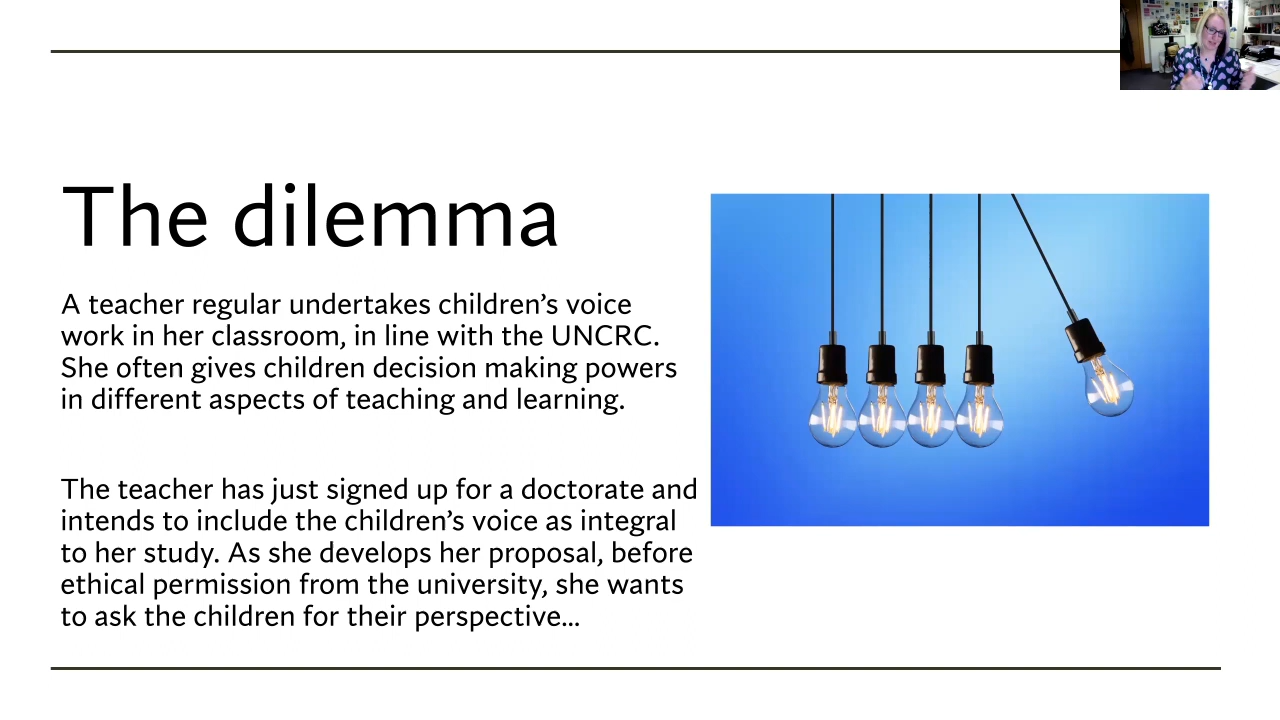 The dilemma
A teacher regular undertakes children’s voice
work in her classroom, in line with the UNCRC.
She often gives children decision making powers
in different aspects of teaching and learning.
The teacher has just signed up for a doctorate and
intends to include the children’s voice as integral
to her study. As she develops her proposal, before
ethical permission from the university, she wants
to ask the children for their perspective...